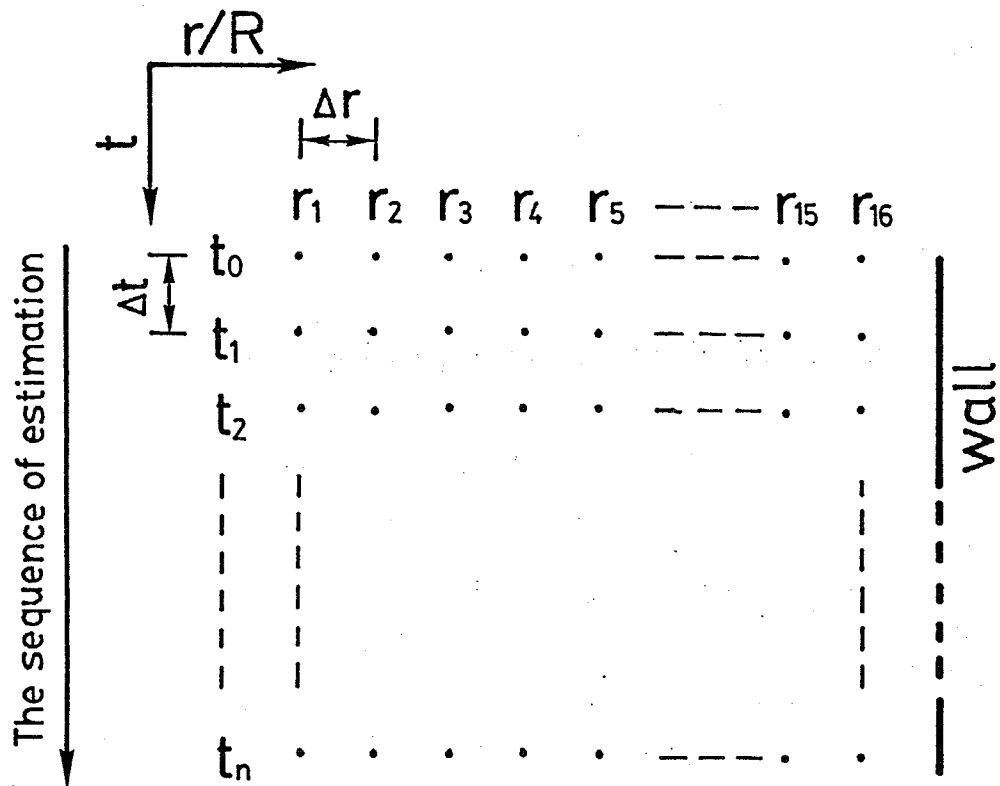 r/R
t
Δr
r₁ r₂ r₃ r₄ r₅ r₁₅ r₁₆
t₀
Δt
t₁
t₂
tₙ
The sequence of estimation
wall